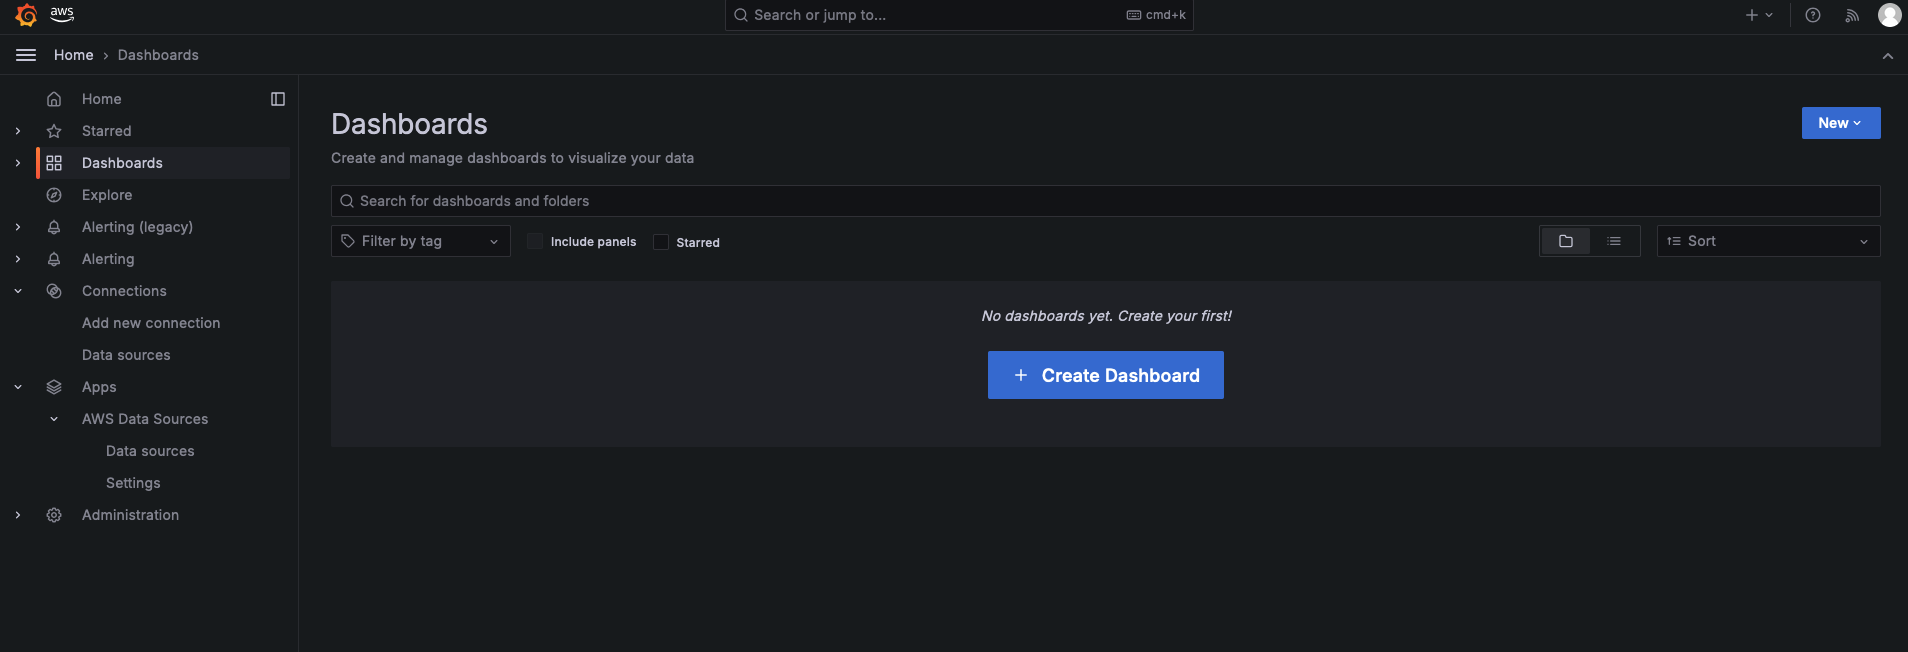 aws
Search or jump to... cmd+k
Home Dashboards
Home
Starred
Dashboards
Explore
Alerting (legacy)
Alerting
Connections
Add new connection
Data sources
Apps
AWS Data Sources
Data sources
Settings
Administration
Dashboards
New
Create and manage dashboards to visualize your data
Search for dashboards and folders
Filter by tag Include panels Starred Sort
No dashboards yet. Create your first!
Create Dashboard